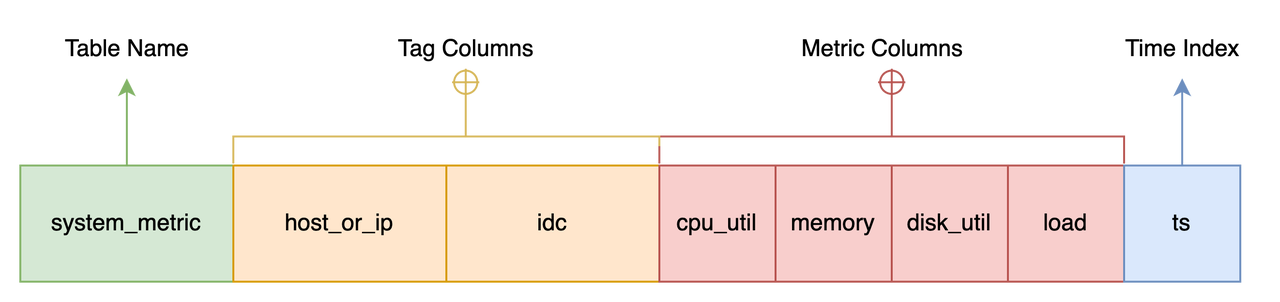 Table Name Tag Columns Metric Columns Time Index
system_metric host_or_ip idc cpu_util memory disk_util load ts